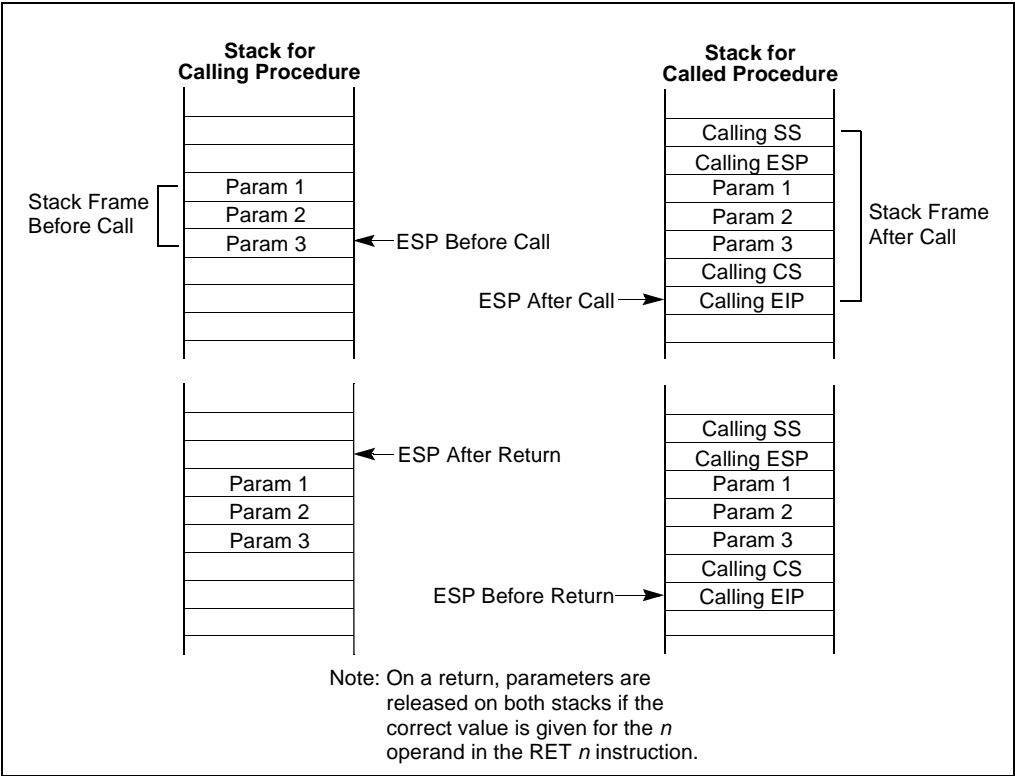 Stack for
Calling Procedure
Stack for
Called Procedure
Stack Frame
Before Call
Param 1
Param 2
Param 3
ESP Before Call
ESP After Call
Calling SS
Calling ESP
Param 1
Param 2
Param 3
Calling CS
Calling EIP
Stack Frame
After Call
ESP After Return
Param 1
Param 2
Param 3
ESP Before Return
Calling SS
Calling ESP
Param 1
Param 2
Param 3
Calling CS
Calling EIP
Note: On a return, parameters are
released on both stacks if the
correct value is given for the n
operand in the RET n instruction.